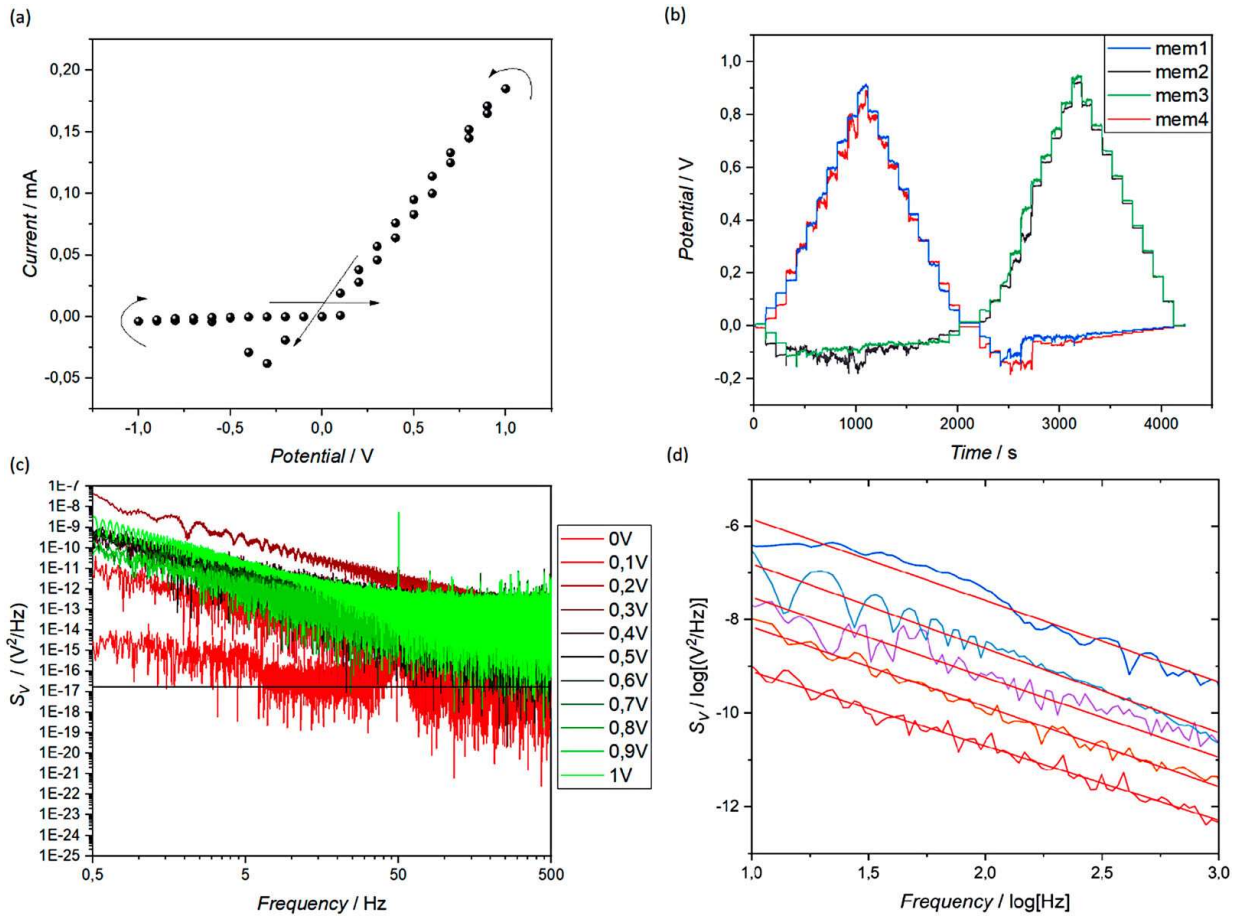 (a)
0,20
0,15
0,10
0,05
0,00
-0,05
Current / mA
-1,0 -0,5 0,0 0,5 1,0
Potential / V
(b)
mem1
mem2
mem3
mem4
1,0
0,8
0,6
0,4
0,2
0,0
-0,2
Potential / V
0 1000 2000 3000 4000
Time / s
(c)
1E-7
1E-8
1E-9
1E-10
1E-11
1E-12
1E-13
1E-14
1E-15
1E-16
1E-17
1E-18
1E-19
1E-20
1E-21
1E-22
1E-23
1E-24
1E-25
SV / (V²/Hz)
0,5 5 50 500
Frequency / Hz
0V
0,1V
0,2V
0,3V
0,4V
0,5V
0,6V
0,7V
0,8V
0,9V
1V
(d)
-6
-8
-10
-12
SV / log[(V²/Hz)]
1,0 1,5 2,0 2,5 3,0
Frequency / log[Hz]